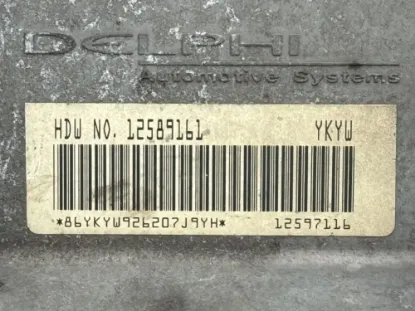 DELPHI
Automotive Systems
HDW NO. 12589161 YKYW
*86YKYW926207J9YH* 12597116